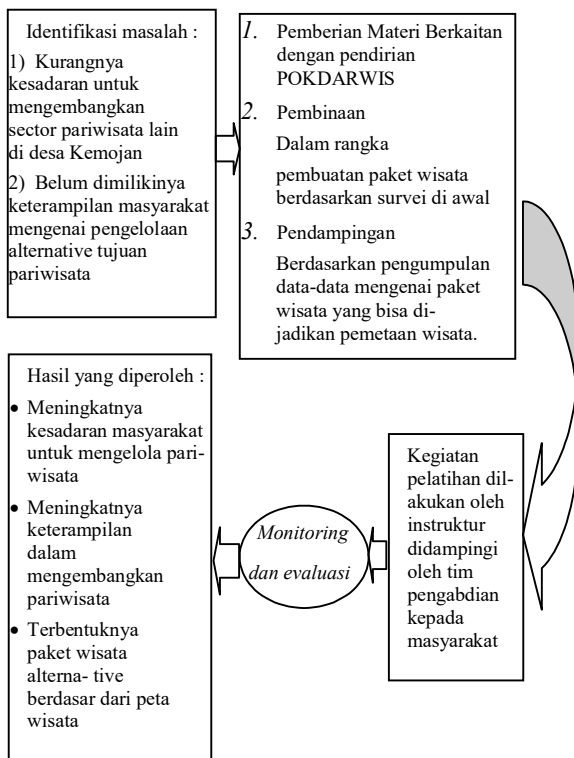 Identifikasi masalah :
1) Kurangnya
kesadaran untuk
mengembangkan
sector pariwisata lain
di desa Kemojan
2) Belum dimilikinya
keterampilan masyarakat
mengenai pengelolaan
alternative tujuan
pariwisata
1. Pemberian Materi Berkaitan
dengan pendirian
POKDARWIS
2. Pembinaan
Dalam rangka
pembuatan paket wisata
berdasarkan survei di awal
3. Pendampingan
Berdasarkan pengumpulan
data-data mengenai paket
wisata yang bisa di-
jadikan pemetaan wisata.
Kegiatan
pelatihan dil-
akukan oleh
instruktur
didampingi
oleh tim
pengabdian
kepada
masyarakat
Monitoring
dan evaluasi
Hasil yang diperoleh :
• Meningkatnya
kesadaran masyarakat
untuk mengelola pari-
wisata
• Meningkatnya
keterampilan
dalam
mengembangkan
pariwisata
• Terbentuknya
paket wisata
alterna- tive
berdasar dari peta
wisata